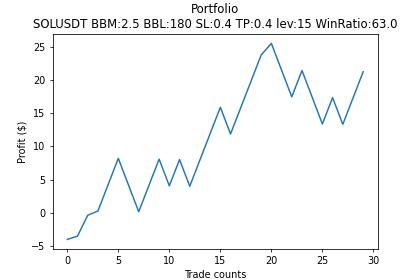 Portfolio
SOLUSDT BBM:2.5 BBL:180 SL:0.4 TP:0.4 lev:15 WinRatio:63.0
25
20
15
10
5
0
−5
Profit ($)
0 5 10 15 20 25 30
Trade counts